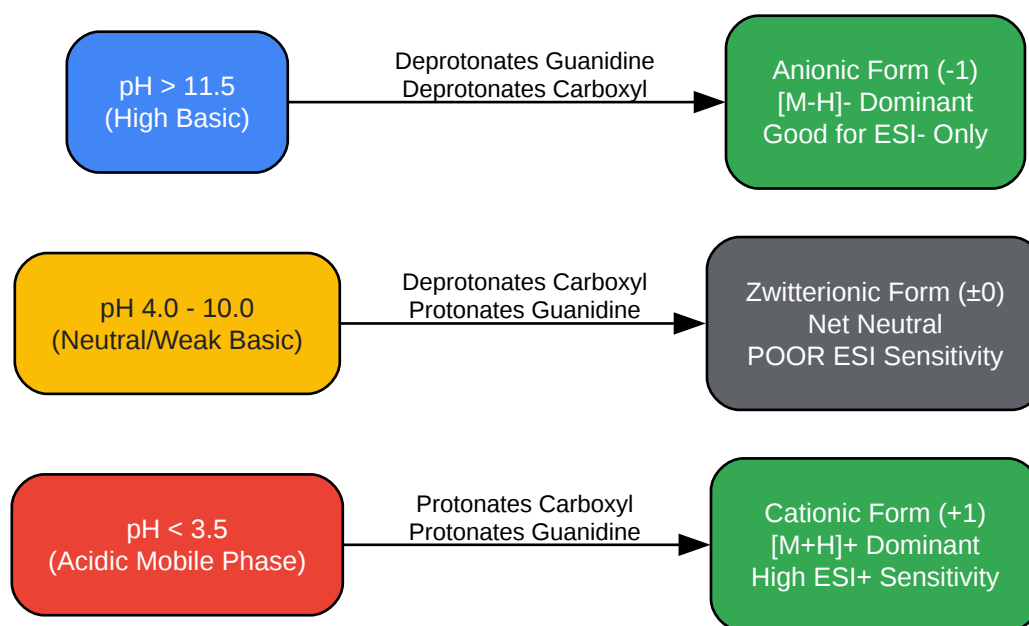 pH > 11.5
(High Basic)
Deprotonates Guanidine
Deprotonates Carboxyl
Anionic Form (-1)
[M-H]- Dominant
Good for ESI- Only
pH 4.0 - 10.0
(Neutral/Weak Basic)
Deprotonates Carboxyl
Protonates Guanidine
Zwitterionic Form (±0)
Net Neutral
POOR ESI Sensitivity
pH < 3.5
(Acidic Mobile Phase)
Protonates Carboxyl
Protonates Guanidine
Cationic Form (+1)
[M+H]+ Dominant
High ESI+ Sensitivity